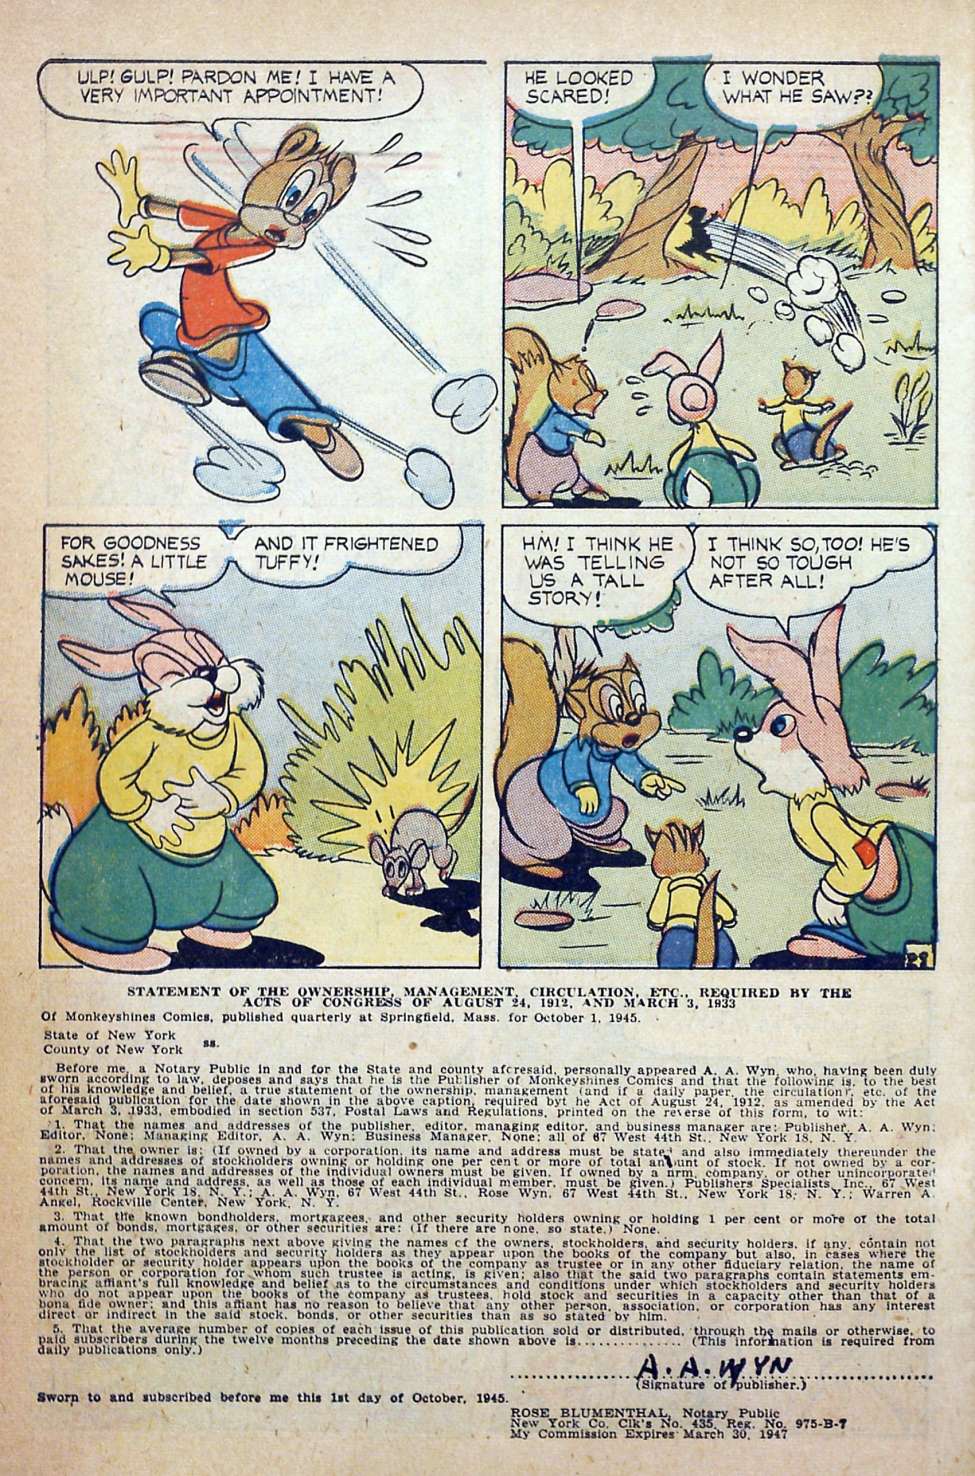 ULP! GULP! PARDON ME! I HAVE A
VERY IMPORTANT APPOINTMENT!
HE LOOKED
SCARED!
I WONDER
WHAT HE SAW??
FOR GOODNESS
SAKES! A LITTLE
MOUSE!
AND IT FRIGHTENED
TUFFY!
HM! I THINK HE
WAS TELLING
US A TALL
STORY!
I THINK SO, TOO! HE'S
NOT SO TOUGH
AFTER ALL!
STATEMENT OF THE OWNERSHIP, MANAGEMENT, CIRCULATION, ETC., REQUIRED BY THE
ACTS OF CONGRESS OF AUGUST 24, 1912, AND MARCH 3, 1933
Of Monkeyshines Comics, published quarterly at Springfield, Mass. for October 1, 1945.
State of New York
County of New York ss.
Before me, a Notary Public in and for the State and county aforesaid, personally appeared A. A. Wyn, who, having been duly
sworn according to law, deposes and says that he is the Publisher of Monkeyshines Comics and that the following is, to the best
of his knowledge and belief, a true statement of the ownership, management (and if a daily paper, the circulation), etc. of the
aforesaid publication for the date shown in the above caption, required byt he Act of August 24, 1912, as amended by the Act
of March 3, 1933, embodied in section 537, Postal Laws and Regulations, printed on the reverse of this form, to wit:
1. That the names and addresses of the publisher, editor, managing editor, and business manager are: Publisher, A. A. Wyn;
Editor, None; Managing Editor, A. A. Wyn; Business Manager, None; all of 67 West 44th St., New York 18, N. Y.
2. That the owner is: (If owned by a corporation, its name and address must be stated and also immediately thereunder the
names and addresses of stockholders owning or holding one per cent or more of total amount of stock. If not owned by a cor-
poration, the names and addresses of the individual owners must be given. If owned by a firm, company, or other unincorporated
concern, its name and address, as well as those of each individual member, must be given.) Publishers Specialists, Inc., 67 West
44th St., New York 18, N. Y.; A. A. Wyn, 67 West 44th St., Rose Wyn, 67 West 44th St., New York 18, N. Y.; Warren A.
Angel, Rockville Center, New York, N. Y.
3. That the known bondholders, mortgagees, and other security holders owning or holding 1 per cent or more of the total
amount of bonds, mortgages, or other securities are: (If there are none, so state.) None.
4. That the two paragraphs next above giving the names of the owners, stockholders, and security holders, if any, contain not
only the list of stockholders and security holders as they appear upon the books of the company but also, in cases where the
stockholder or security holder appears upon the books of the company as trustee or in any other fiduciary relation, the name of
the person or corporation for whom such trustee is acting, is given; also that the said two paragraphs contain statements em-
bracing affiant's full knowledge and belief as to the circumstances and conditions under which stockholders and security holders
who do not appear upon the books of the company as trustees, hold stock and securities in a capacity other than that of a
bona fide owner; and this affiant has no reason to believe that any other person, association, or corporation has any interest
direct or indirect in the said stock, bonds, or other securities than as so stated by him.
5. That the average number of copies of each issue of this publication sold or distributed, through the mails or otherwise, to
paid subscribers during the twelve months preceding the date shown above is............... (This information is required from
daily publications only.)
A. A. WYN
(Signature of publisher.)
Sworn to and subscribed before me this 1st day of October, 1945.
ROSE BLUMENTHAL, Notary Public
New York Co. Clk's No. 435, Reg. No. 975-B-7
My Commission Expires March 30, 1947